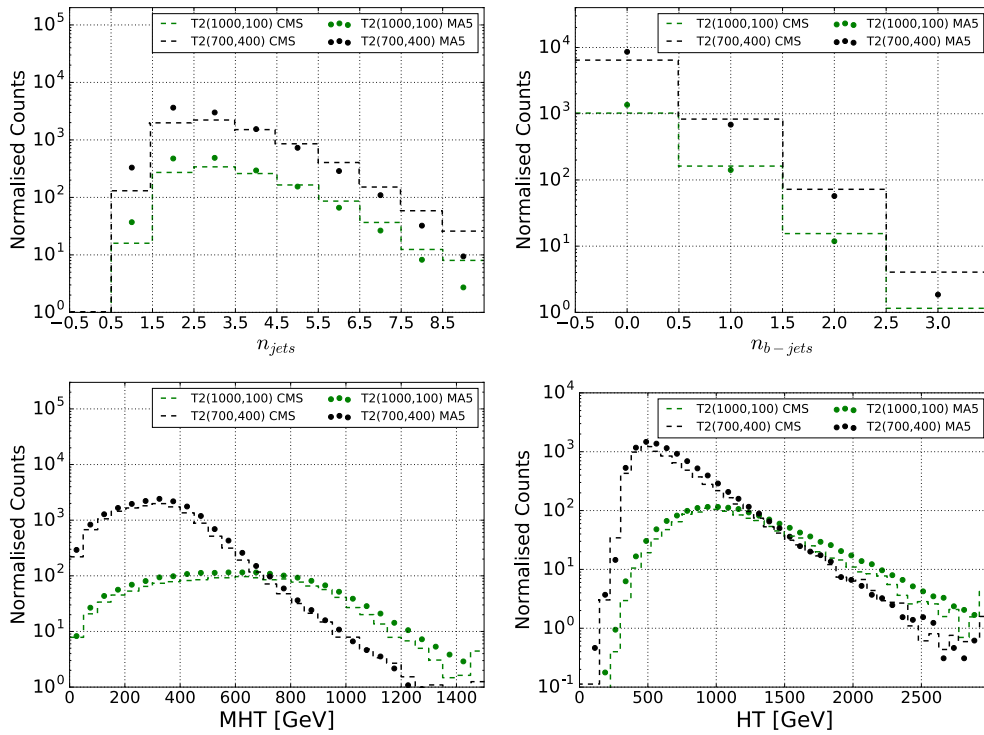 T2(1000,100) CMS T2(1000,100) MA5
T2(700,400) CMS T2(700,400) MA5
Normalised Counts
10^5
10^4
10^3
10^2
10^1
10^0
−0.5 0.5 1.5 2.5 3.5 4.5 5.5 6.5 7.5 8.5
n_{jets}
T2(1000,100) CMS T2(1000,100) MA5
T2(700,400) CMS T2(700,400) MA5
Normalised Counts
10^4
10^3
10^2
10^1
10^0
−0.5 0.0 0.5 1.0 1.5 2.0 2.5 3.0
n_{b−jets}
T2(1000,100) CMS T2(1000,100) MA5
T2(700,400) CMS T2(700,400) MA5
Normalised Counts
10^5
10^4
10^3
10^2
10^1
10^0
0 200 400 600 800 1000 1200 1400
MHT [GeV]
T2(1000,100) CMS T2(1000,100) MA5
T2(700,400) CMS T2(700,400) MA5
Normalised Counts
10^4
10^3
10^2
10^1
10^0
10^-1
0 500 1000 1500 2000 2500
HT [GeV]